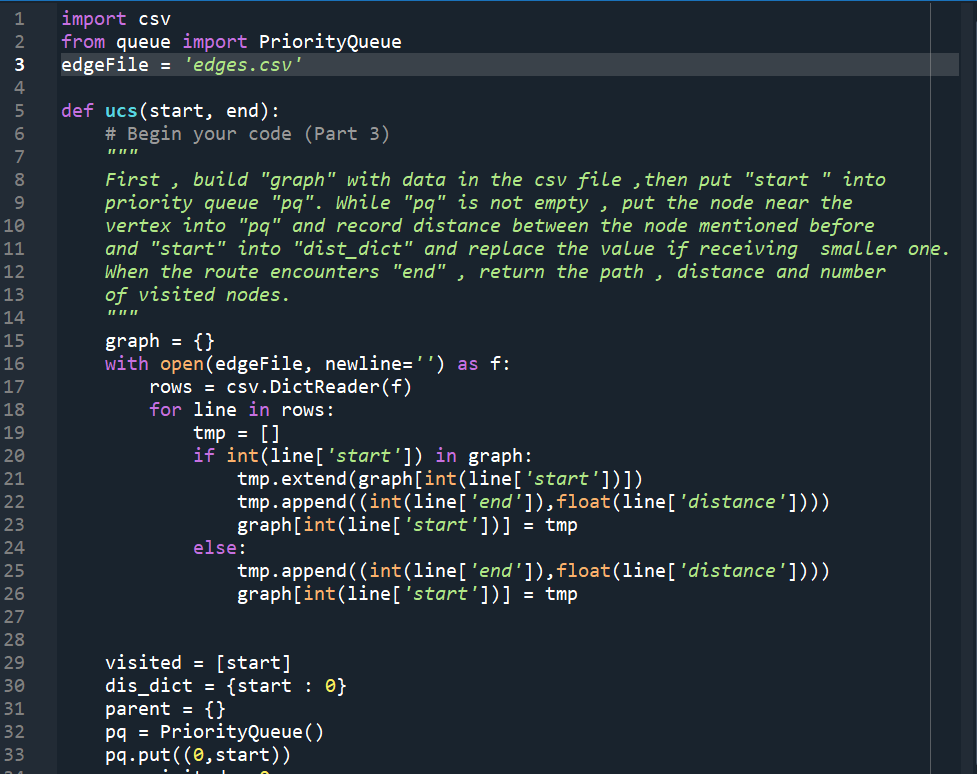 1 import csv
2 from queue import PriorityQueue
3 edgeFile = 'edges.csv'
4
5 def ucs(start, end):
6     # Begin your code (Part 3)
7     """
8     First , build "graph" with data in the csv file ,then put "start " into
9     priority queue "pq". While "pq" is not empty , put the node near the
10     vertex into "pq" and record distance between the node mentioned before
11     and "start" into "dist_dict" and replace the value if receiving  smaller one.
12     When the route encounters "end" , return the path , distance and number
13     of visited nodes.
14     """
15     graph = {}
16     with open(edgeFile, newline='') as f:
17         rows = csv.DictReader(f)
18         for line in rows:
19             tmp = []
20             if int(line['start']) in graph:
21                 tmp.extend(graph[int(line['start'])])
22                 tmp.append((int(line['end']),float(line['distance'])))
23                 graph[int(line['start'])] = tmp
24             else:
25                 tmp.append((int(line['end']),float(line['distance'])))
26                 graph[int(line['start'])] = tmp
27
28
29     visited = [start]
30     dis_dict = {start : 0}
31     parent = {}
32     pq = PriorityQueue()
33     pq.put((0,start))